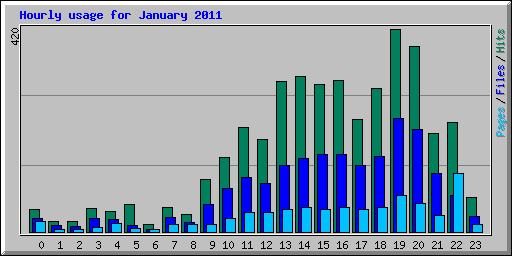 Hourly usage for January 2011
420
Pages/Files/Hits
0 1 2 3 4 5 6 7 8 9 10 11 12 13 14 15 16 17 18 19 20 21 22 23